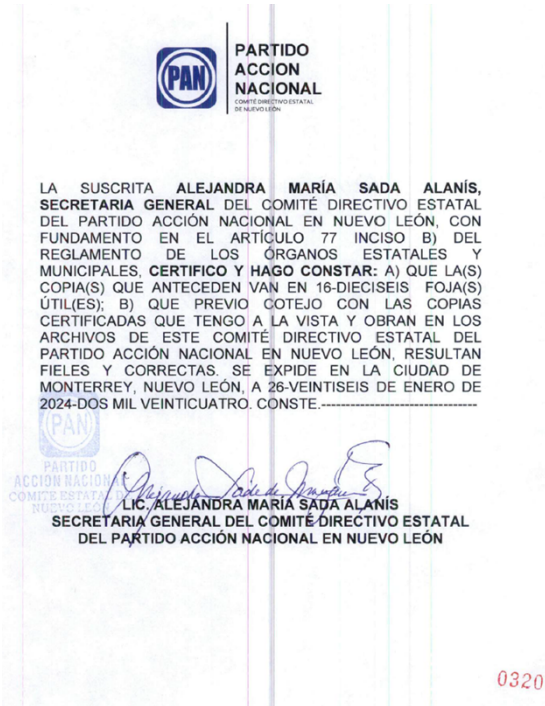 PAN
PARTIDO
ACCION
NACIONAL
COMITÉ DIRECTIVO ESTATAL
DE NUEVO LEÓN
LA SUSCRITA ALEJANDRA MARÍA SADA ALANÍS,
SECRETARIA GENERAL DEL COMITÉ DIRECTIVO ESTATAL
DEL PARTIDO ACCIÓN NACIONAL EN NUEVO LEÓN, CON
FUNDAMENTO EN EL ARTÍCULO 77 INCISO B) DEL
REGLAMENTO DE LOS ÓRGANOS ESTATALES Y
MUNICIPALES, CERTIFICO Y HAGO CONSTAR: A) QUE LA(S)
COPIA(S) QUE ANTECEDEN VAN EN 16-DIECISEIS FOJA(S)
ÚTIL(ES); B) QUE PREVIO COTEJO CON LAS COPIAS
CERTIFICADAS QUE TENGO A LA VISTA Y OBRAN EN LOS
ARCHIVOS DE ESTE COMITÉ DIRECTIVO ESTATAL DEL
PARTIDO ACCIÓN NACIONAL EN NUEVO LEÓN, RESULTAN
FIELES Y CORRECTAS. SE EXPIDE EN LA CIUDAD DE
MONTERREY, NUEVO LEÓN, A 26-VEINTISEIS DE ENERO DE
2024-DOS MIL VEINTICUATRO. CONSTE.---------------------------------
PAN
PARTIDO
ACCION NACIONAL
COMITE ESTATAL DE
NUEVO LEÓN
LIC. ALEJANDRA MARÍA SADA ALANÍS
SECRETARIA GENERAL DEL COMITÉ DIRECTIVO ESTATAL
DEL PARTIDO ACCIÓN NACIONAL EN NUEVO LEÓN
0320